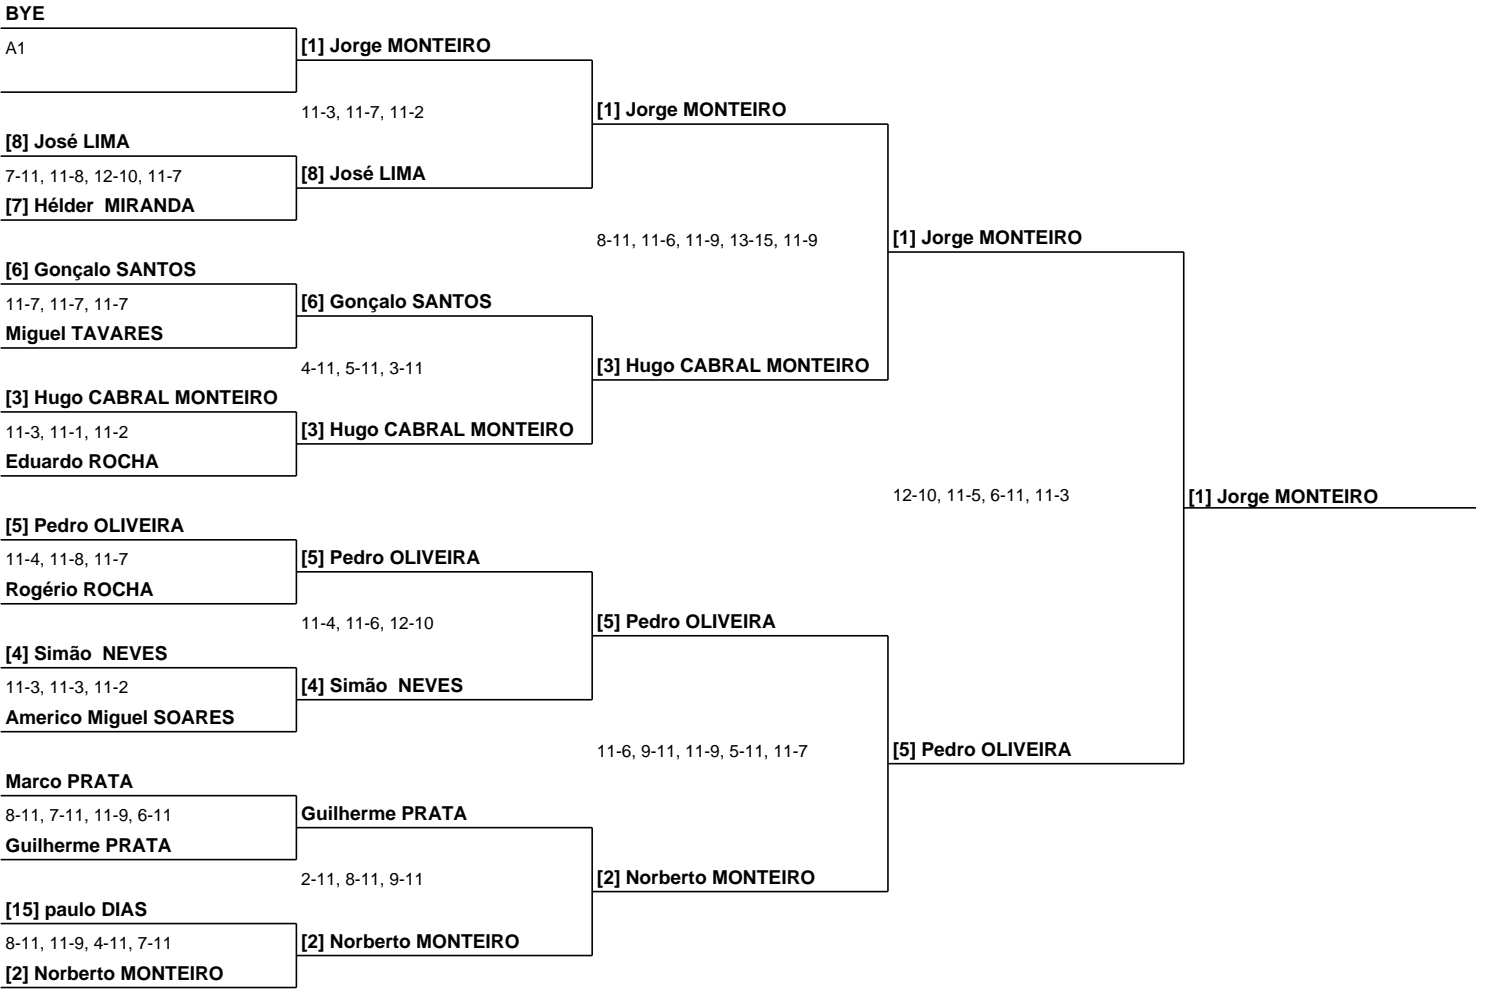 BYE
A1
[1] Jorge MONTEIRO
11-3, 11-7, 11-2
[1] Jorge MONTEIRO
[8] José LIMA
7-11, 11-8, 12-10, 11-7
[8] José LIMA
[7] Hélder  MIRANDA
8-11, 11-6, 11-9, 13-15, 11-9
[1] Jorge MONTEIRO
[6] Gonçalo SANTOS
11-7, 11-7, 11-7
[6] Gonçalo SANTOS
Miguel TAVARES
4-11, 5-11, 3-11
[3] Hugo CABRAL MONTEIRO
[3] Hugo CABRAL MONTEIRO
11-3, 11-1, 11-2
[3] Hugo CABRAL MONTEIRO
Eduardo ROCHA
12-10, 11-5, 6-11, 11-3
[1] Jorge MONTEIRO
[5] Pedro OLIVEIRA
11-4, 11-8, 11-7
[5] Pedro OLIVEIRA
Rogério ROCHA
11-4, 11-6, 12-10
[5] Pedro OLIVEIRA
[4] Simão  NEVES
11-3, 11-3, 11-2
[4] Simão  NEVES
Americo Miguel SOARES
11-6, 9-11, 11-9, 5-11, 11-7
[5] Pedro OLIVEIRA
Marco PRATA
8-11, 7-11, 11-9, 6-11
Guilherme PRATA
Guilherme PRATA
2-11, 8-11, 9-11
[2] Norberto MONTEIRO
[15] paulo DIAS
8-11, 11-9, 4-11, 7-11
[2] Norberto MONTEIRO
[2] Norberto MONTEIRO